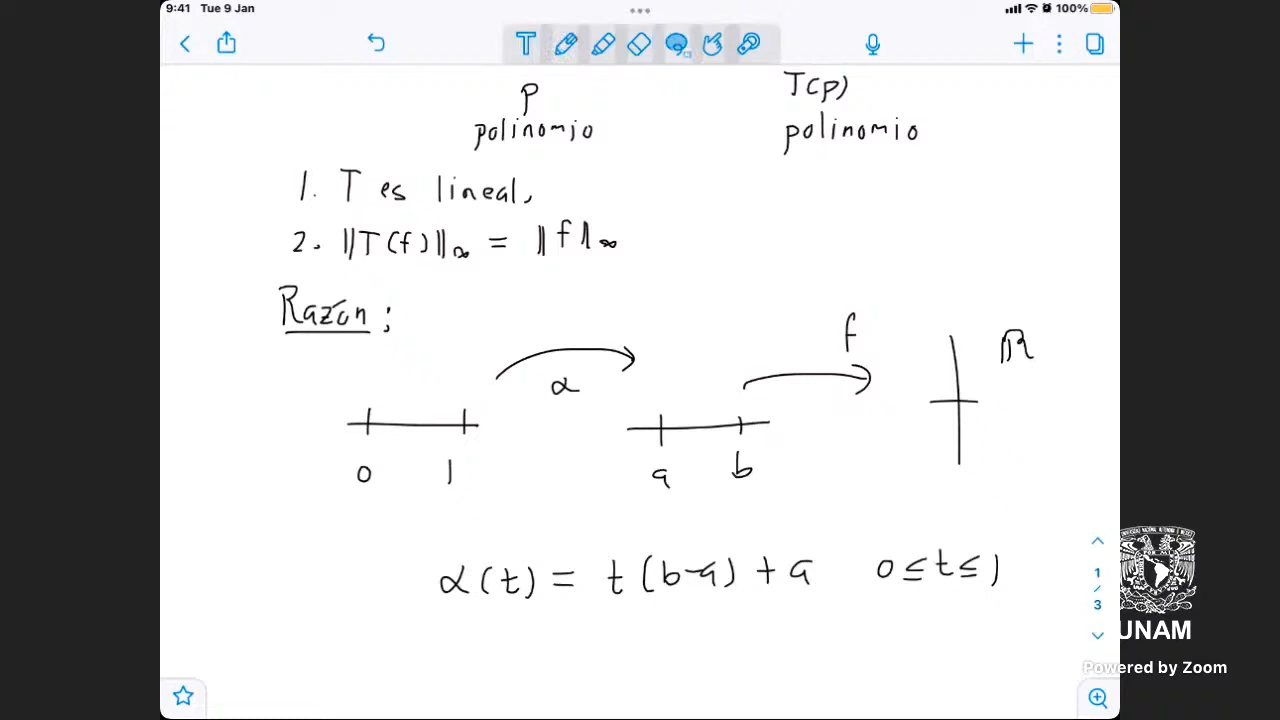 9:41 Tue 9 Jan 100%
p T(p)
polinomio polinomio
1. T es lineal,
2. ||T(f)||∞ = ||f||∞
Razón:
f
ℝ
α
0 1 a b
α(t) = t(b-a) + a 0 ≤ t ≤ 1
1
/
3
UNAM
Powered by Zoom